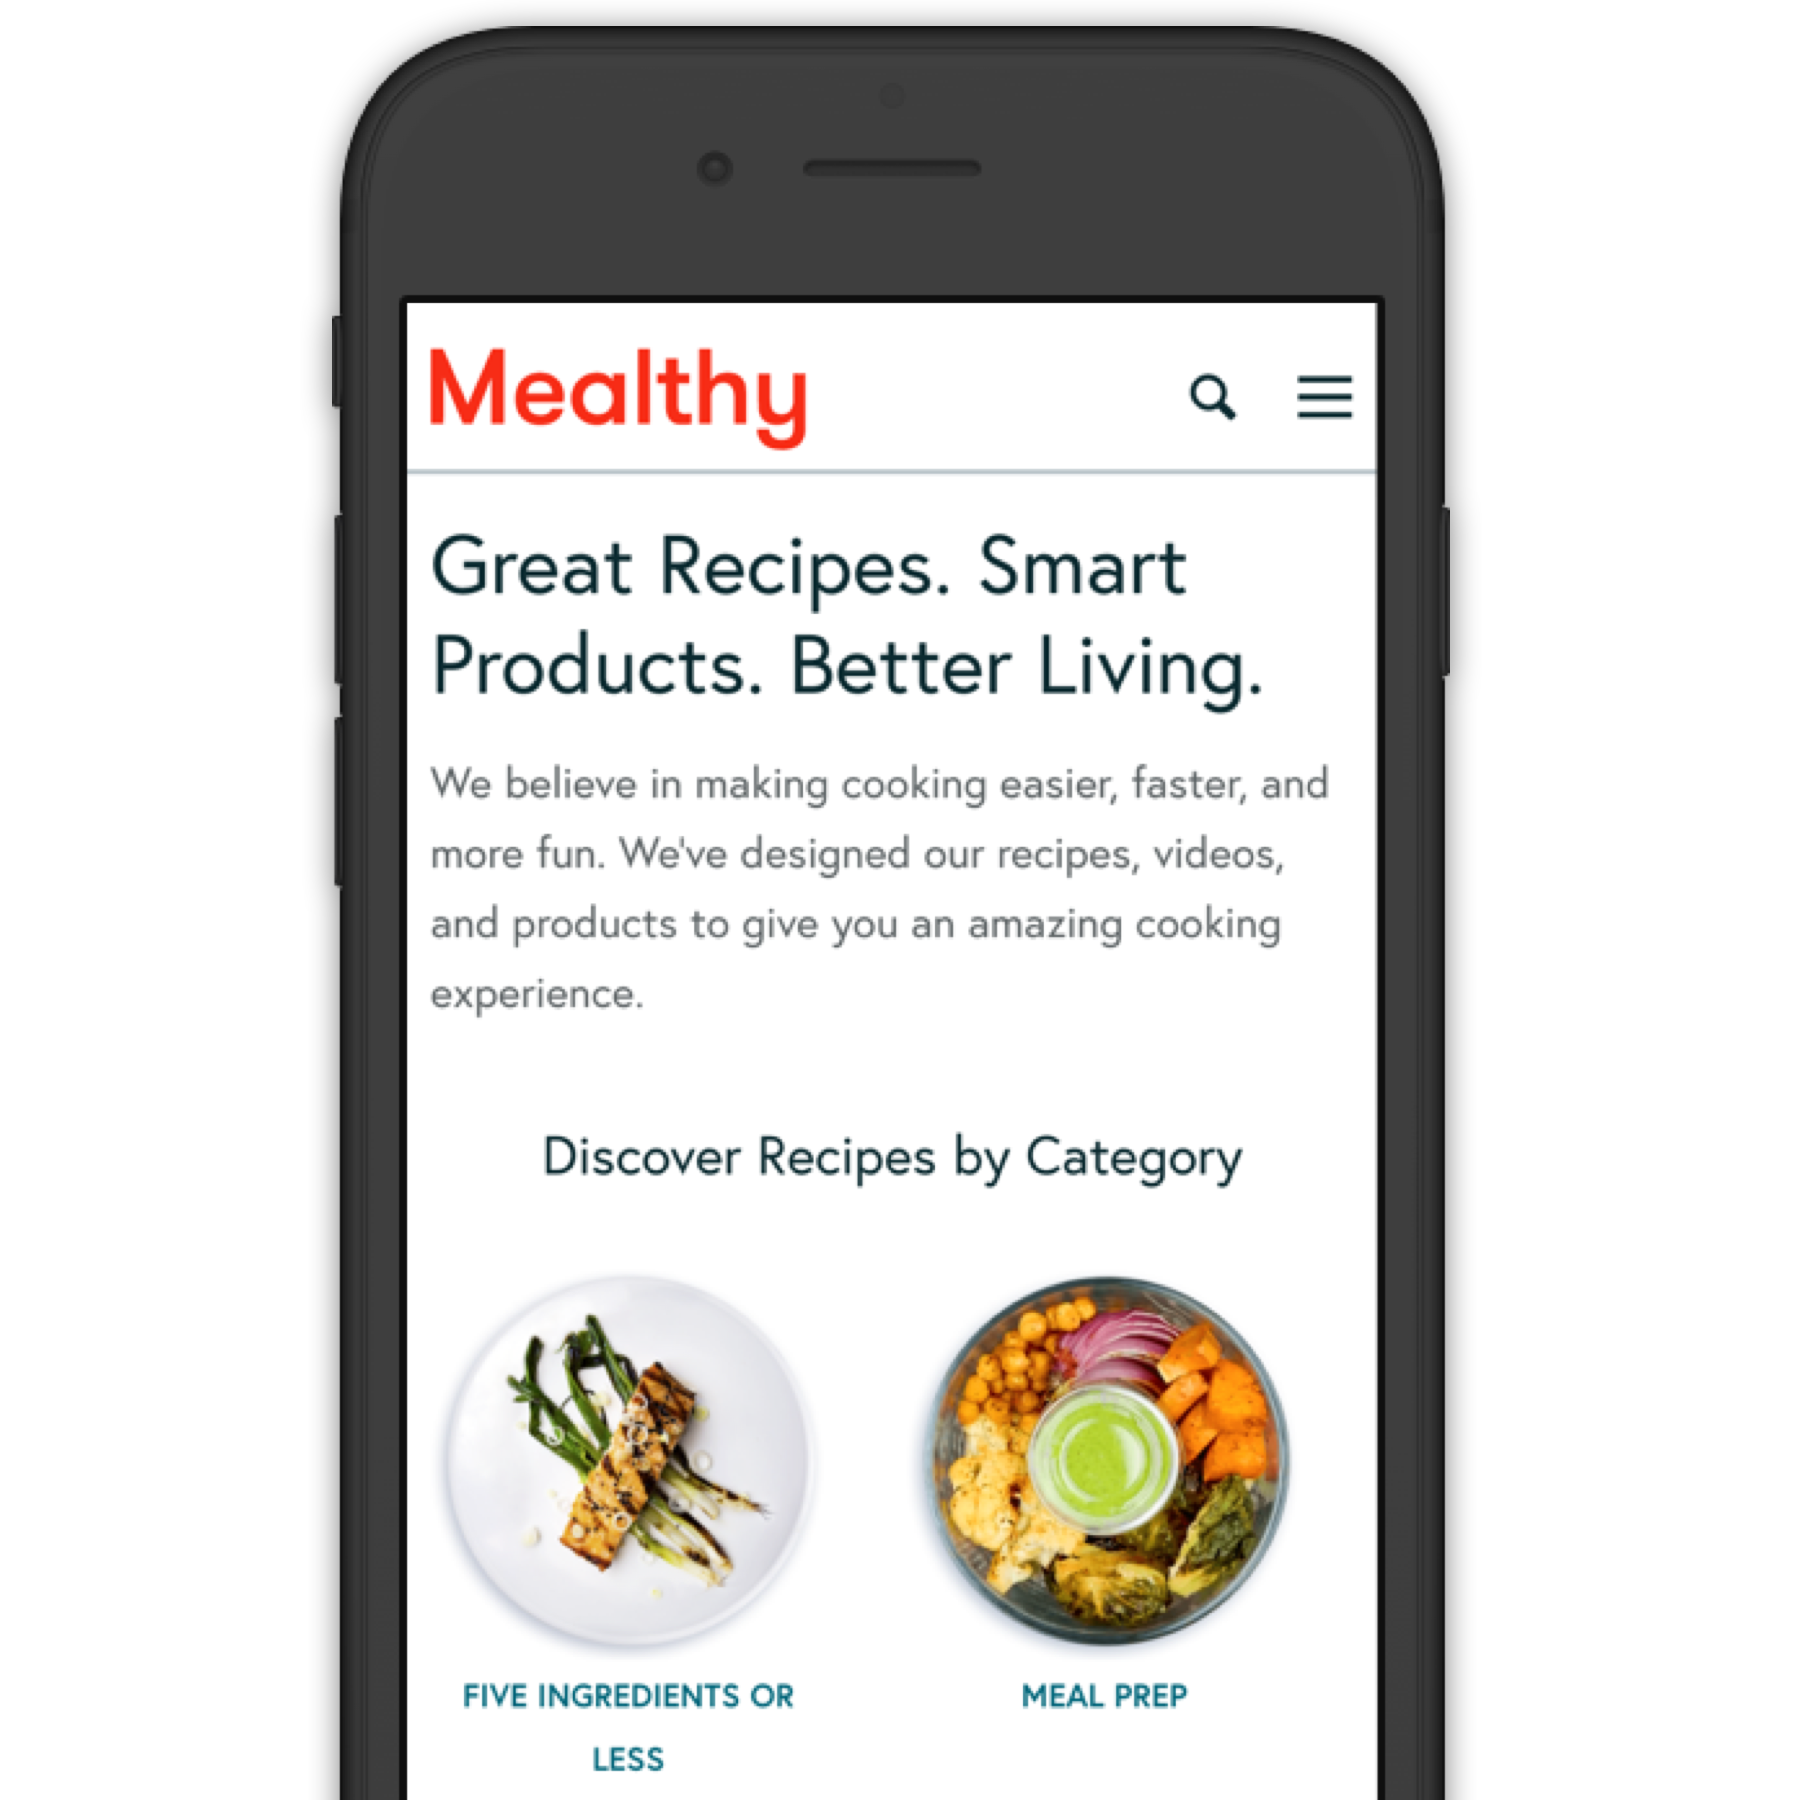 Mealthy
Great Recipes. Smart
Products. Better Living.
We believe in making cooking easier, faster, and
more fun. We've designed our recipes, videos,
and products to give you an amazing cooking
experience.
Discover Recipes by Category
FIVE INGREDIENTS OR
LESS
MEAL PREP